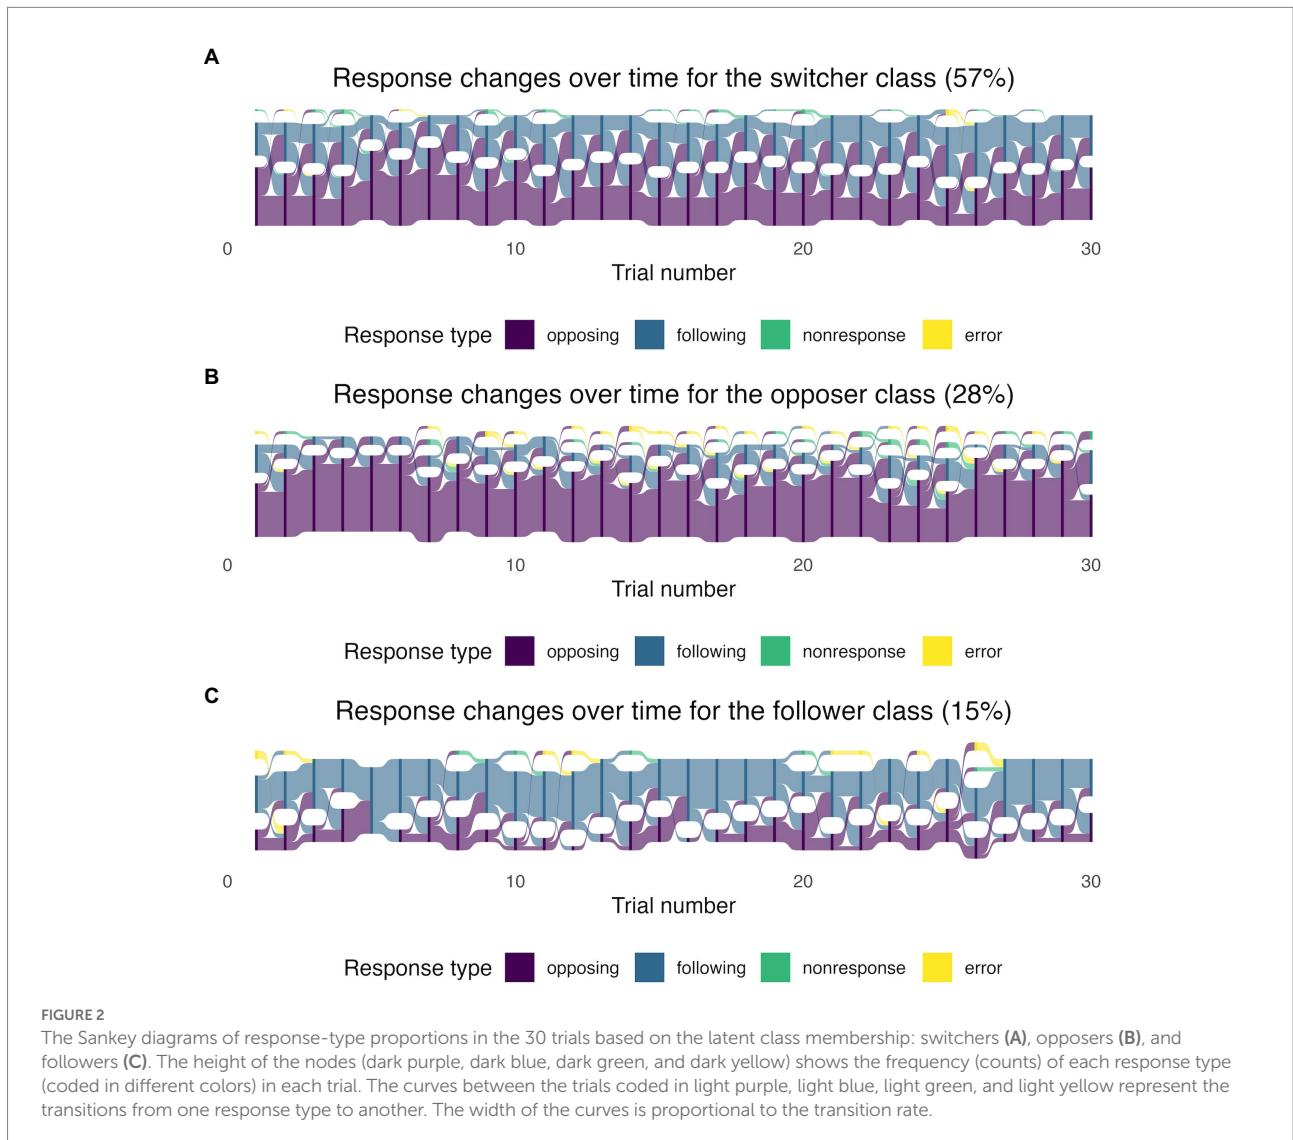 A
Response changes over time for the switcher class (57%)
0 10 20 30
Trial number
Response type opposing following nonresponse error
B
Response changes over time for the opposer class (28%)
0 10 20 30
Trial number
Response type opposing following nonresponse error
C
Response changes over time for the follower class (15%)
0 10 20 30
Trial number
Response type opposing following nonresponse error
FIGURE 2
The Sankey diagrams of response-type proportions in the 30 trials based on the latent class membership: switchers (A), opposers (B), and
followers (C). The height of the nodes (dark purple, dark blue, dark green, and dark yellow) shows the frequency (counts) of each response type
(coded in different colors) in each trial. The curves between the trials coded in light purple, light blue, light green, and light yellow represent the
transitions from one response type to another. The width of the curves is proportional to the transition rate.